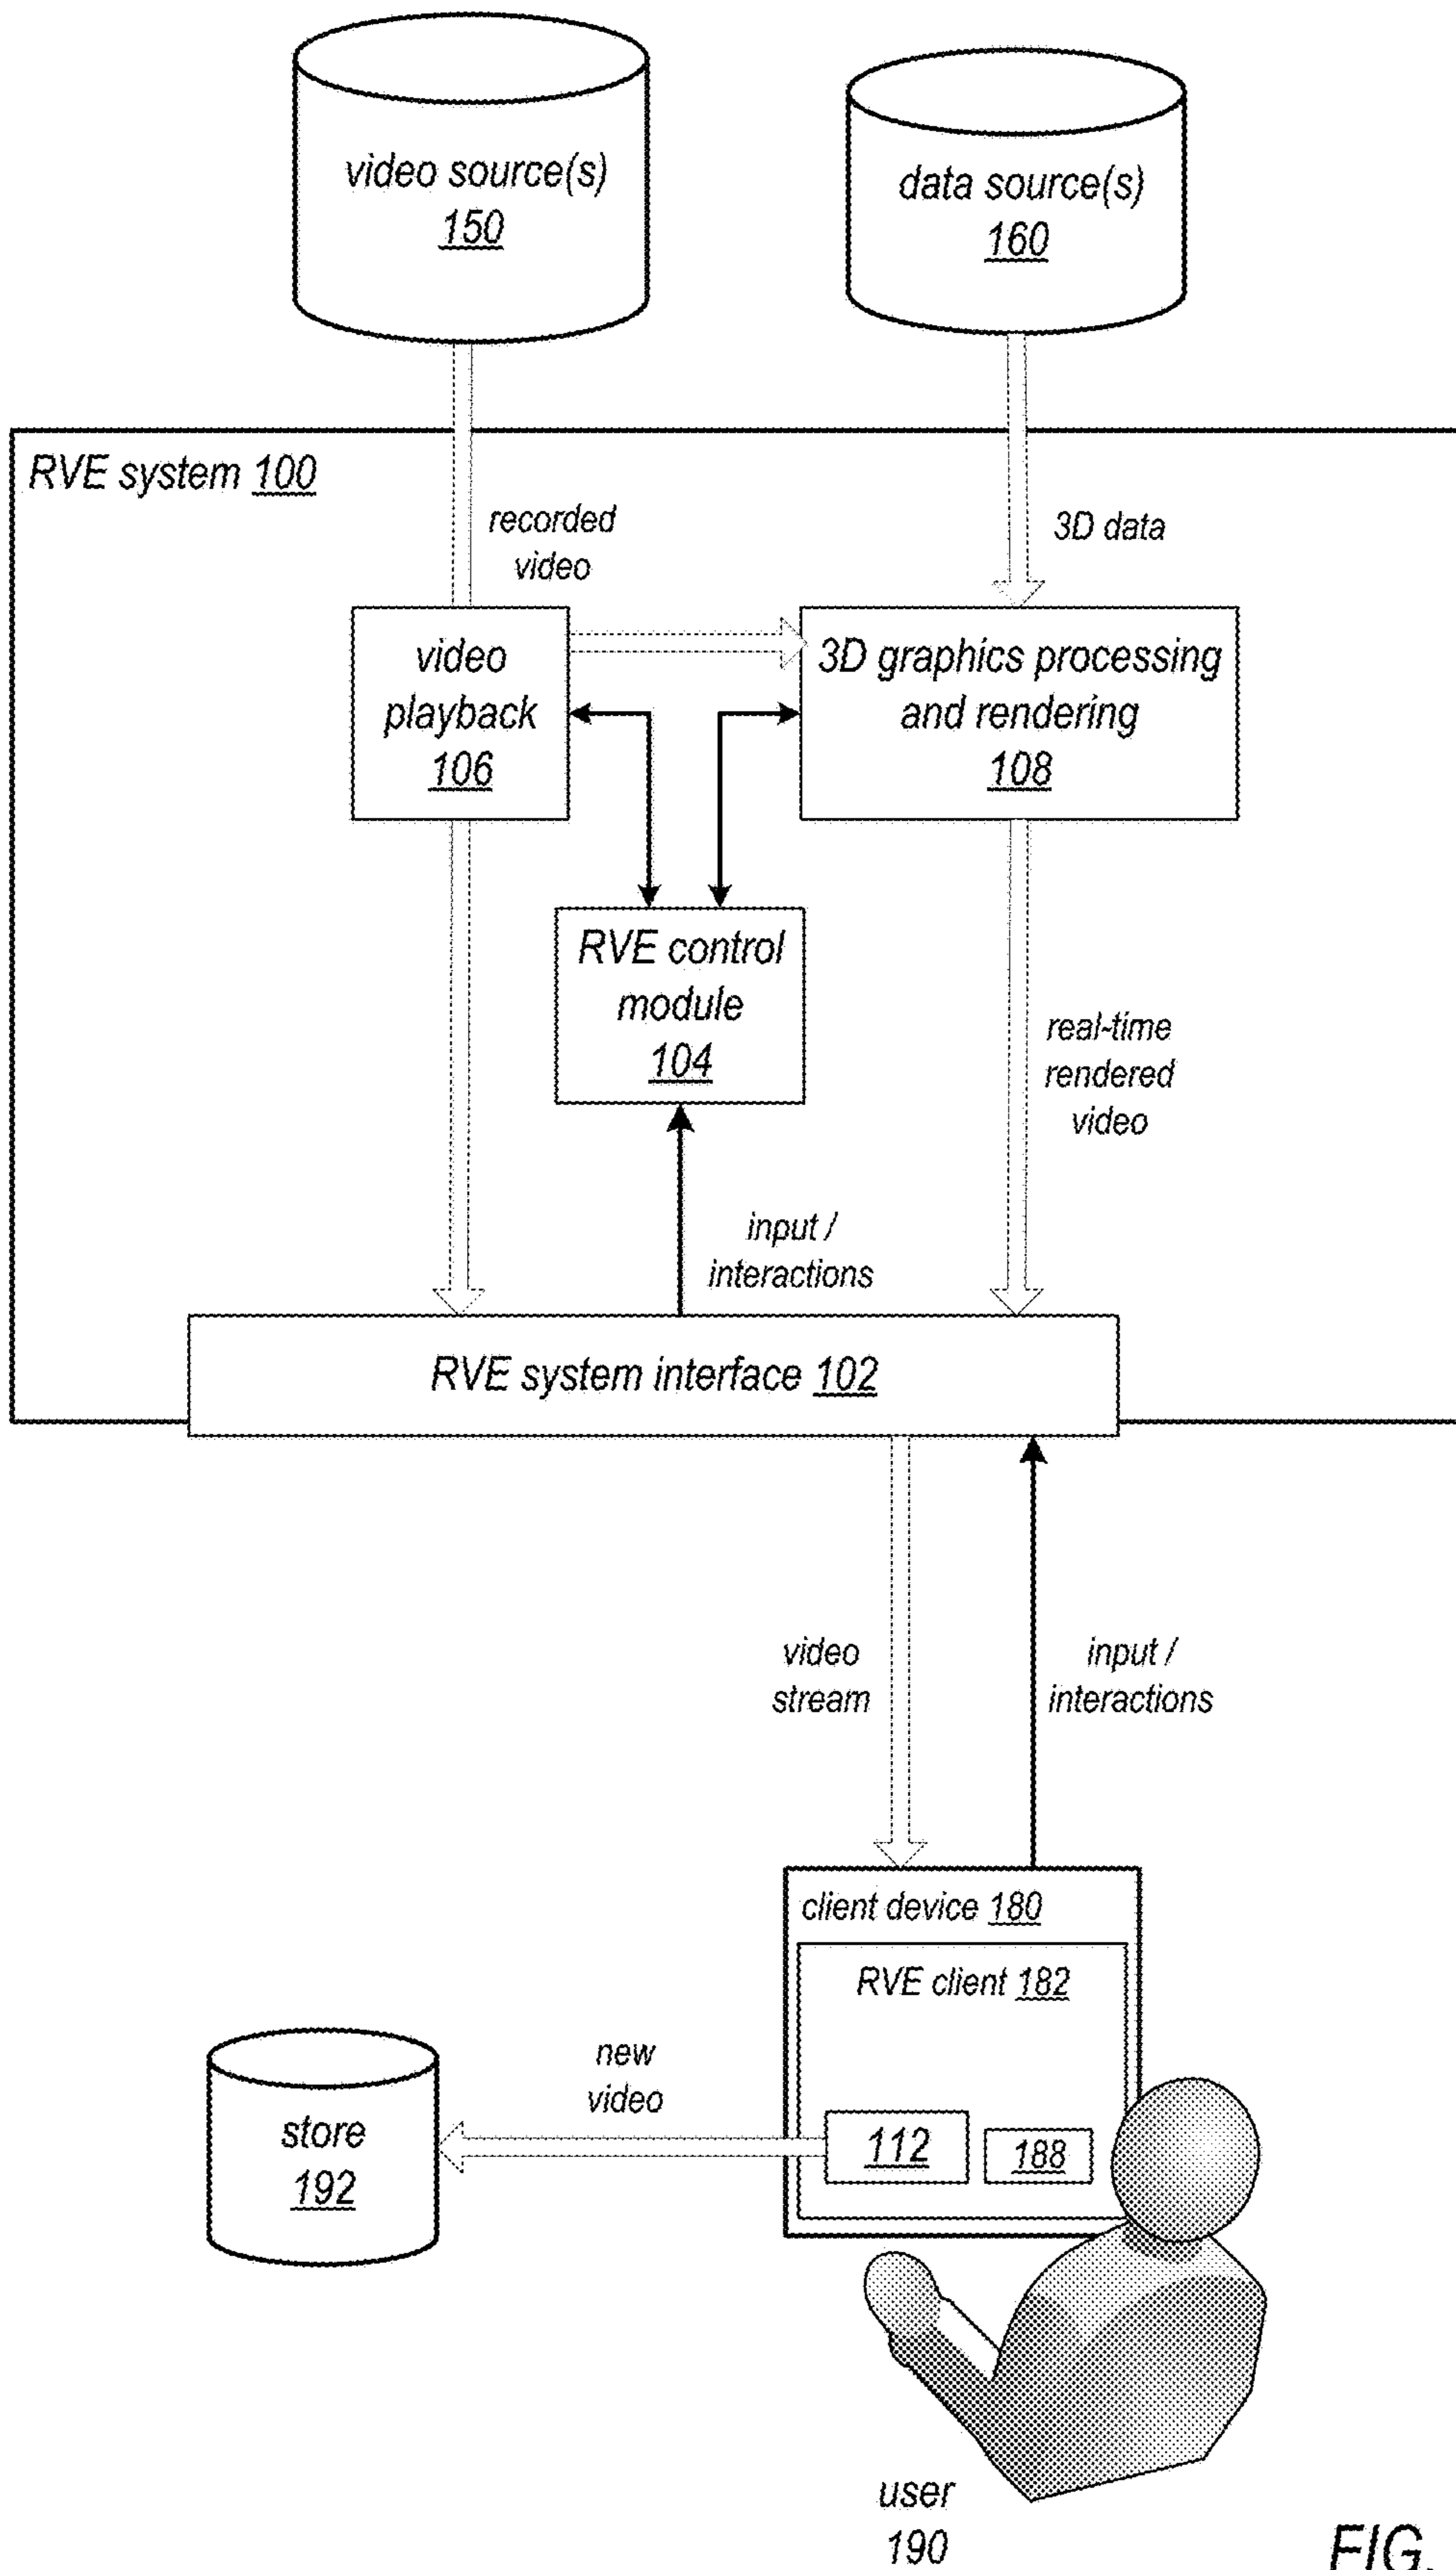 video source(s)
150
data source(s)
160
RVE system 100
recorded
video
3D data
video
playback
106
3D graphics processing
and rendering
108
RVE control
module
104
real-time
rendered
video
input /
interactions
RVE system interface 102
video
stream
input /
interactions
client device 180
RVE client 182
new
video
store
192
112
188
user
190
FIG.